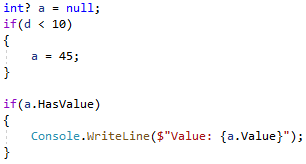 int? a = null;
if(d < 10)
{
    a = 45;
}

if(a.HasValue)
{
    Console.WriteLine($"Value: {a.Value}");
}